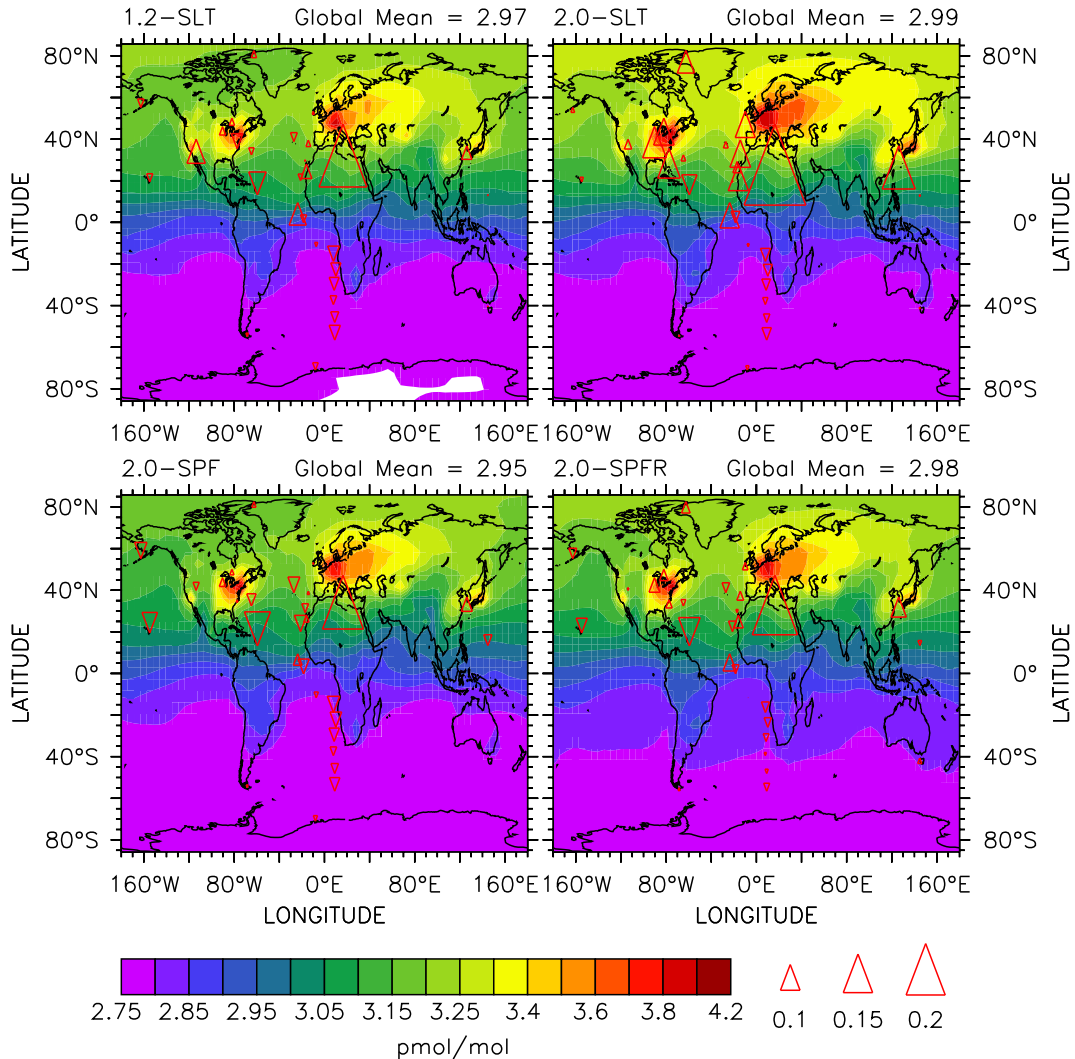 1.2-SLT Global Mean = 2.97 2.0-SLT Global Mean = 2.99
80°N 80°N
40°N 40°N
0° 0°
40°S 40°S
80°S 80°S
LATITUDE LATITUDE
160°W 80°W 0°E 80°E 160°E 160°W 80°W 0°E 80°E 160°E
2.0-SPF Global Mean = 2.95 2.0-SPFR Global Mean = 2.98
80°N 80°N
40°N 40°N
0° 0°
40°S 40°S
80°S 80°S
LATITUDE LATITUDE
160°W 80°W 0°E 80°E 160°E 160°W 80°W 0°E 80°E 160°E
LONGITUDE LONGITUDE
2.75 2.85 2.95 3.05 3.15 3.25 3.4 3.6 3.8 4.2
pmol/mol
0.1 0.15 0.2